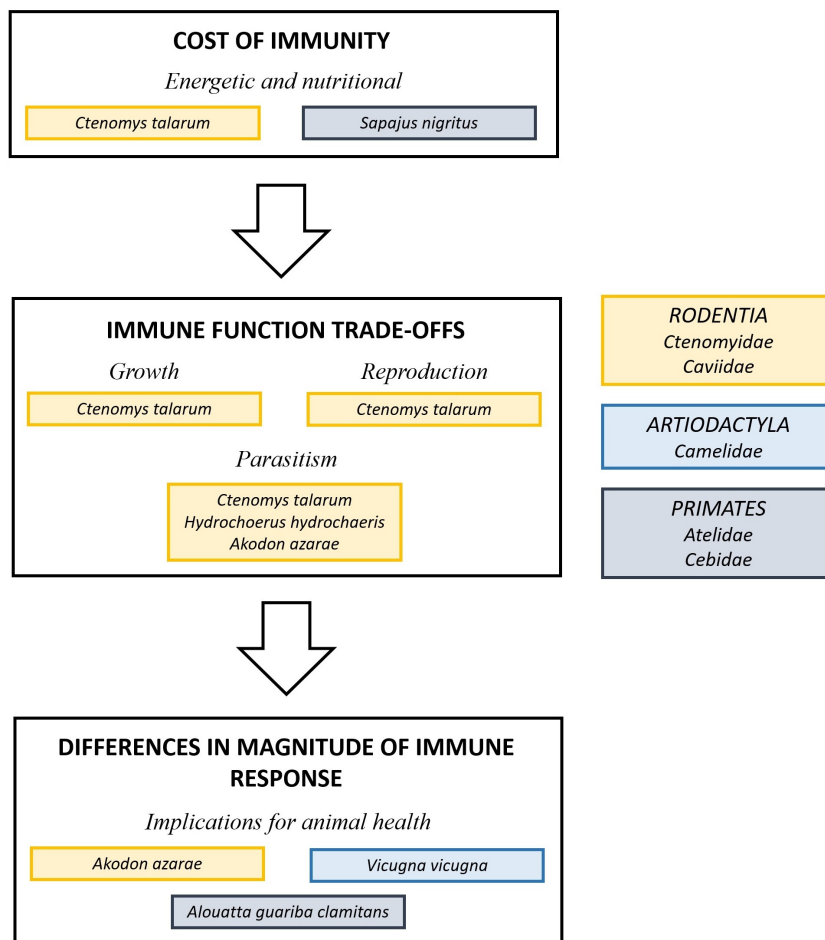 COST OF IMMUNITY
Energetic and nutritional
Ctenomys talarum
Sapajus nigritus
IMMUNE FUNCTION TRADE-OFFS
Growth
Reproduction
Ctenomys talarum
Ctenomys talarum
Parasitism
Ctenomys talarum
Hydrochoerus hydrochaeris
Akodon azarae
RODENTIA
Ctenomyidae
Caviidae
ARTIODACTYLA
Camelidae
PRIMATES
Atelidae
Cebidae
DIFFERENCES IN MAGNITUDE OF IMMUNE
RESPONSE
Implications for animal health
Akodon azarae
Vicugna vicugna
Alouatta guariba clamitans